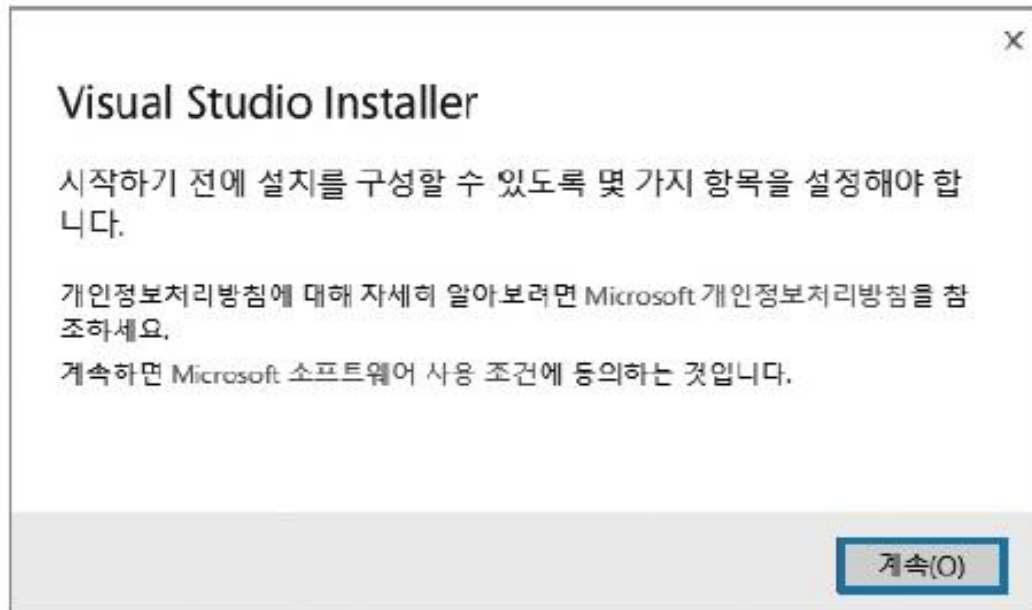 Visual Studio Installer
시작하기 전에 설치를 구성할 수 있도록 몇 가지 항목을 설정해야 합
니다.
개인정보처리방침에 대해 자세히 알아보려면 Microsoft 개인정보처리방침을 참
조하세요.
계속하면 Microsoft 소프트웨어 사용 조건에 동의하는 것입니다.
계속(O)